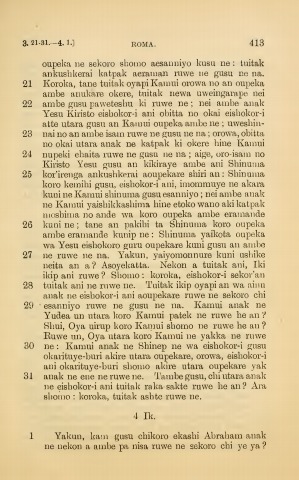 3. 21-31.—4. 1.] ROMA. 413
oupeka ne sekoro shomo aesanniyo kusu ne: tuitak
ankushkerai katpak aeraman ruwe ne gusu ne na.
21 Koroka, tane tuitak oyapi Kamui orowa no an oupeka
ambe anukare okere, tuitak newa uweingarape nei
22 ambe gusu paweteshu ki ruwe ne; nei ambe anak
Yesu Kiristo eishokor-i ani obitta no okai eishokor-i
atte utara gusu an Kamui oupeka ambe ne; uweshin-
23 nai no an ambe isam ruwe ne gusu ne na; orowa, obitta
no okai utara anak ne katpak ki okere hine Kamui
24 nupeki ehaita ruwe ne gusu ne na; aige, oro-isam no
Kiristo Yesu gusu an kikiraye ambe ani Shinuma
25 kor'irenga ankushkerai aoupekare shiri an: Shinuma
koro kemihi gusu, eishokor-i ani, imommuye no akara
kuni ne Kamui shinuma gusu esanniyo; nei ambe anak
ne Kamui yaishikkashima hine etoko wano aki katpak
moshima no ande wa koro oupeka ambe eramande
26 kuni ne; tane an pakihi ta Shinuma koro oupeka
ambe eramande kunip ne: Shinuma yaikota oupeka
wa Yesu eishokoro guru oupekare kuni gusu an ambe
27 ne ruwe ne na. Yakun, yaiyomonnure kuni ushike
neita an a? Asoyekatta. Nekon a tuitak ani, Iki
ikip ani ruwe? Shomo: koroka, eishokor-i sekor'an
28 tuitak ani ne ruwe ne. Tuitak ikip oyapi an wa ainu
anak ne eishokor-i ani aoupekare ruwe ne sekoro chi
29 esanniyo ruwe ne gusu ne na. Kamui anak ne
Yudea un utara koro Kamui patek ne ruwe he an?
Shui, Oya uirup koro Kamui shomo ne ruwe he an?
Ruwe un, Oya utara koro Kamui ne yakka ne ruwe
30 ne: Kamui anak ne Shinep ne wa eishokor-i gusu
okarituye-buri akire utara oupekare, orowa, eishokor-i
ani okarituye-buri shomo akire utara oupekare yak
31 anak ne ene ne ruwe ne. Tambe gusu, chi utara anak
ne eishokor-i ani tuitak raka sakte ruwe he an? Ara
shomo: koroka, tuitak ashte ruwe ne.
4 Ik.
1 Yakun, kam gusu chikoro ekashi Abraham anak
ne nekon a ambe pa nisa ruwe ne sekoro chi ye ya?